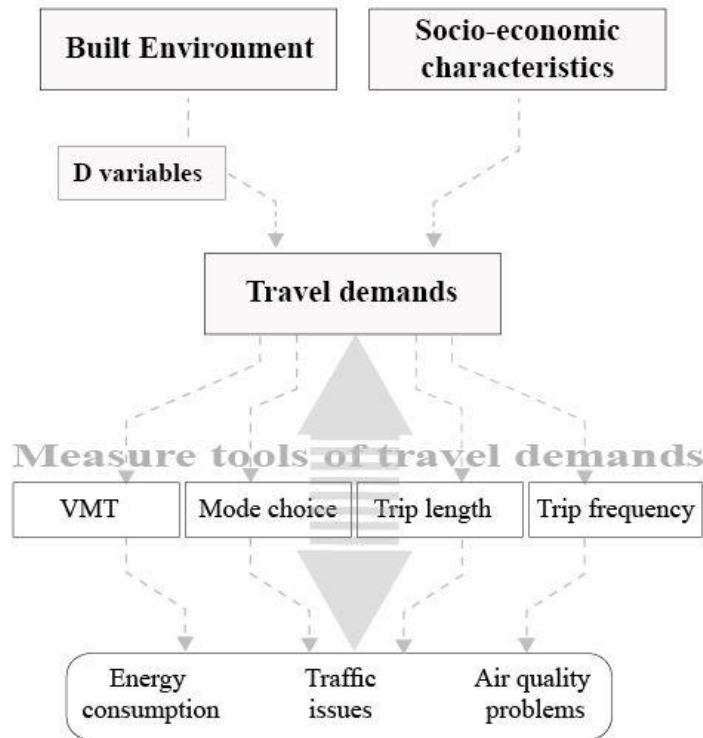 Built Environment
Socio-economic
characteristics
D variables
Travel demands
Measure tools of travel demands
VMT
Mode choice
Trip length
Trip frequency
Energy
consumption
Traffic
issues
Air quality
problems